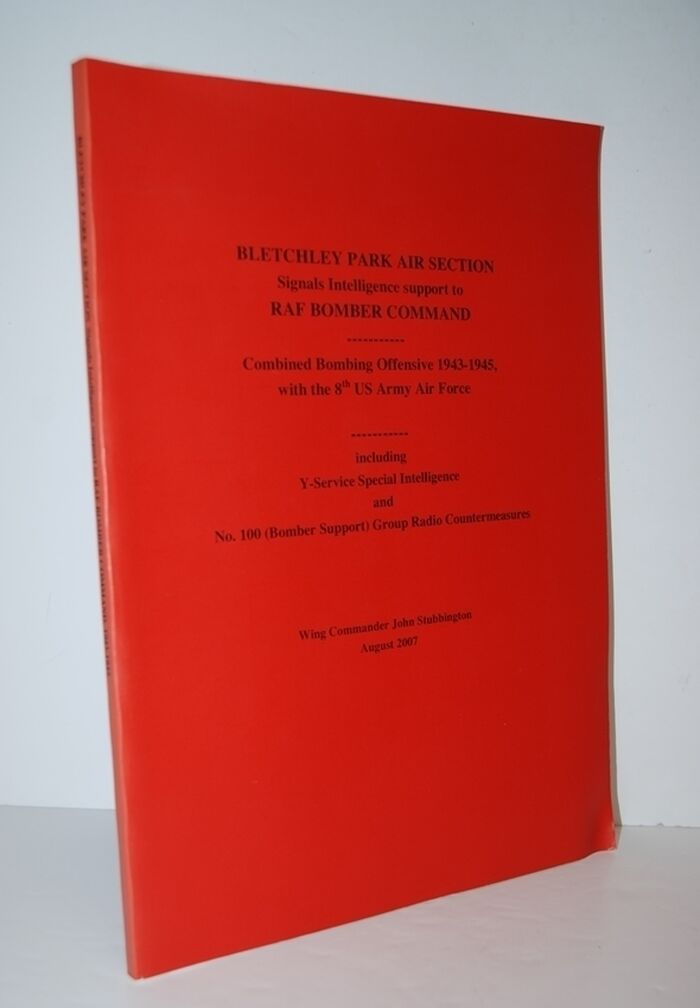 BLETCHLEY PARK AIR SECTION
Signals Intelligence support to
RAF BOMBER COMMAND
-----------
Combined Bombing Offensive 1943-1945,
with the 8th US Army Air Force
-----------
including
Y-Service Special Intelligence
and
No. 100 (Bomber Support) Group Radio Countermeasures
Wing Commander John Stubbington
August 2007